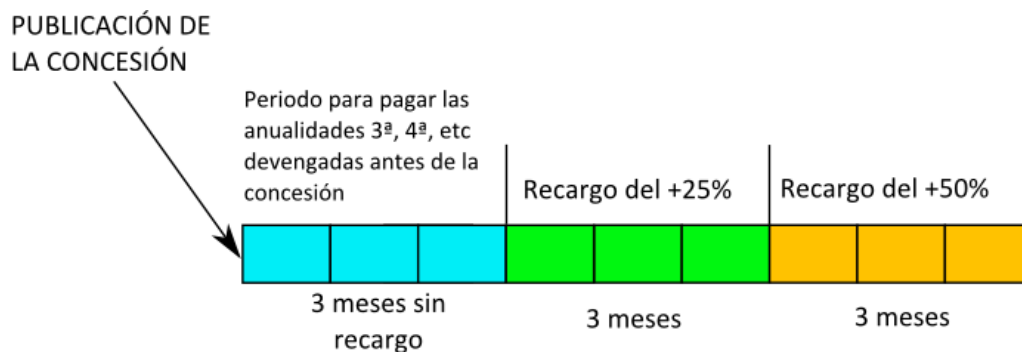 PUBLICACIÓN DE
LA CONCESIÓN
Periodo para pagar las
anualidades 3ª, 4ª, etc
devengadas antes de la
concesión
Recargo del +25%
Recargo del +50%
3 meses sin
recargo
3 meses
3 meses